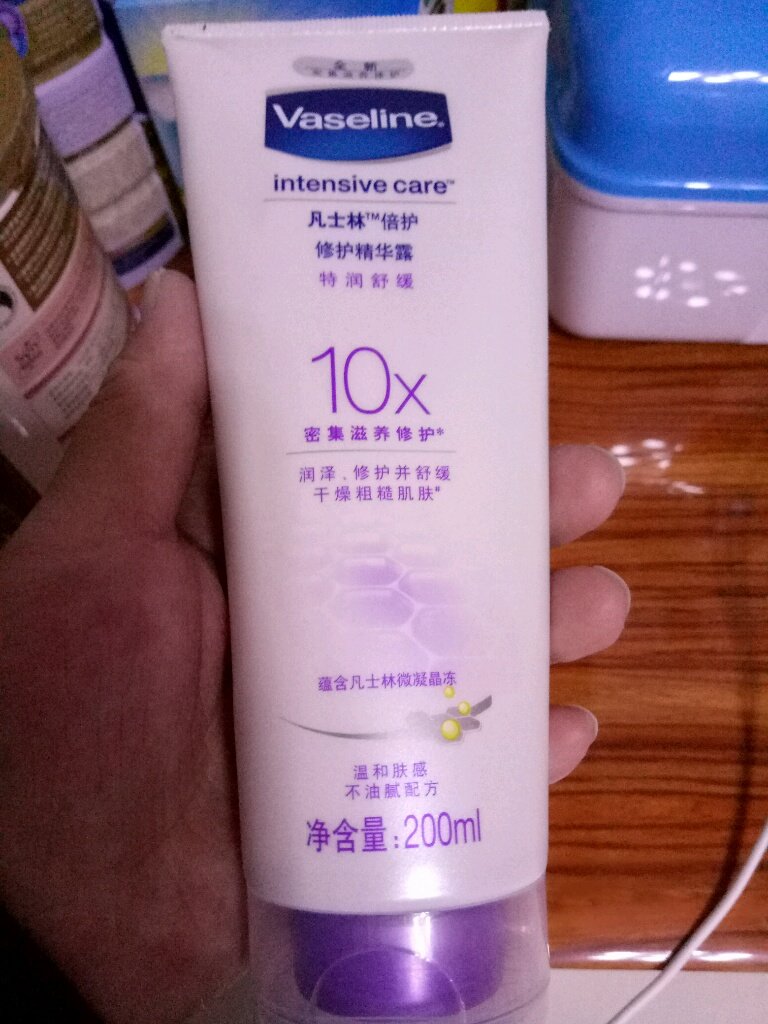 全新
Vaseline.
intensive care™
凡士林™倍护
修护精华露
特润舒缓
10x
密集滋养修护*
润泽、修护并舒缓
干燥粗糙肌肤#
蕴含凡士林微凝晶冻
温和肤感
不油腻配方
净含量:200ml